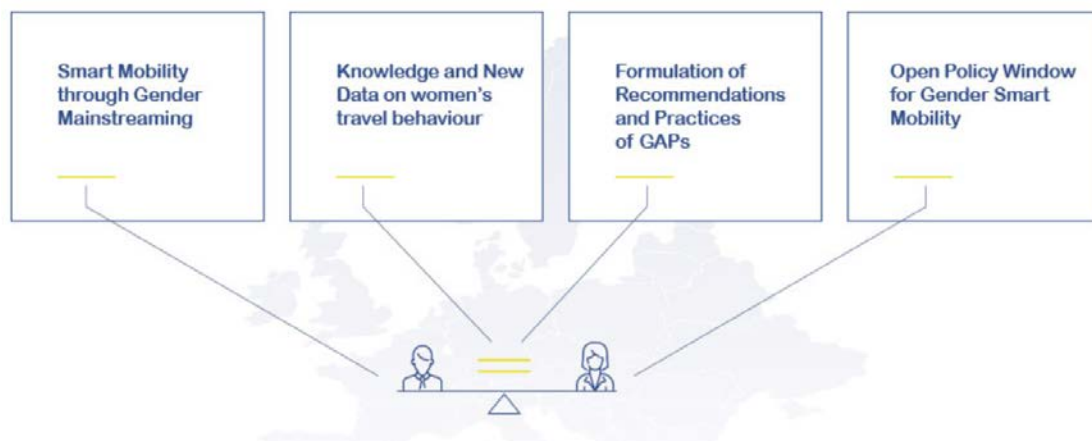 Smart Mobility
through Gender
Mainstreaming
Knowledge and New
Data on women's
travel behaviour
Formulation of
Recommendations
and Practices
of GAPs
Open Policy Window
for Gender Smart
Mobility